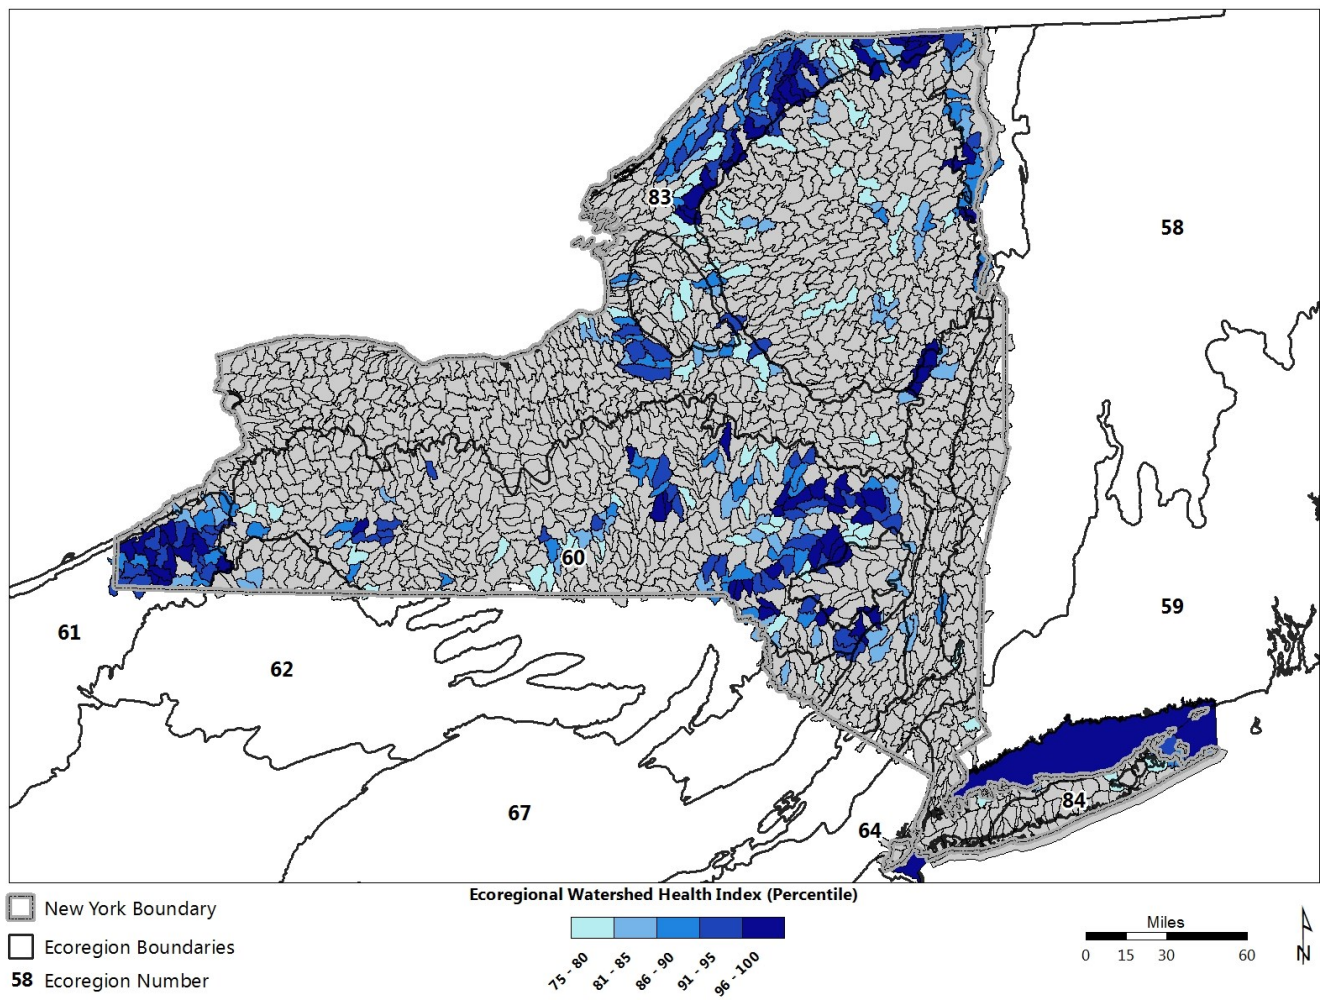 83
58
60
61
59
62
67
64
84
Ecoregional Watershed Health Index (Percentile)
New York Boundary
Ecoregion Boundaries
58 Ecoregion Number
75 - 80
81 - 85
86 - 90
91 - 95
96 - 100
Miles
0 15 30 60
N